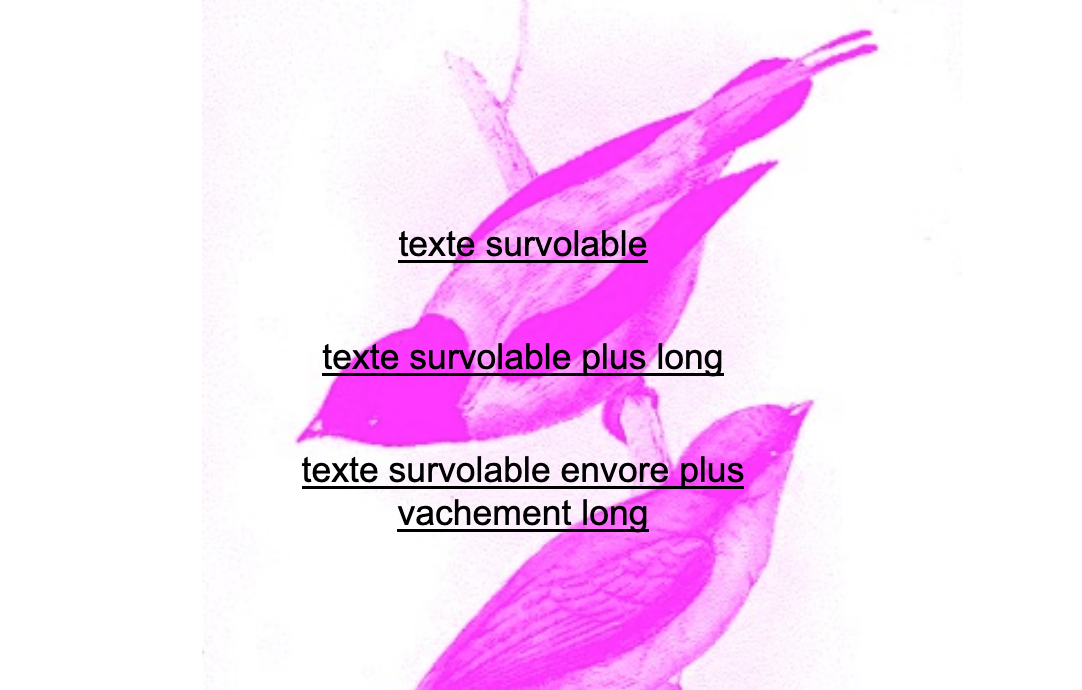 texte survolable
texte survolable plus long
texte survolable envore plus
vachement long